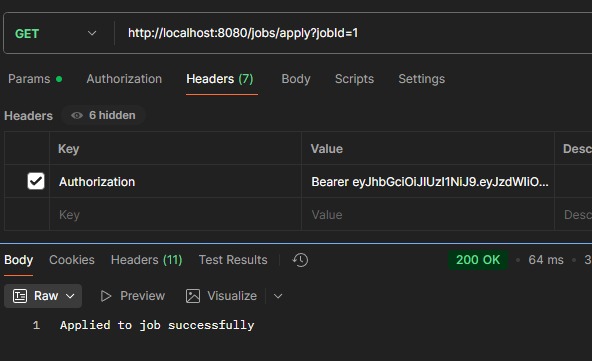 GET http://localhost:8080/jobs/apply?jobId=1
Params Authorization Headers (7) Body Scripts Settings
Headers 6 hidden
Key Value Desc
Authorization Bearer eyJhbGciOiJIUzI1NiJ9.eyJzdWIiO...
Key Value Desc
Body Cookies Headers (11) Test Results 200 OK • 64 ms • 3
Raw Preview Visualize
1 Applied to job successfully